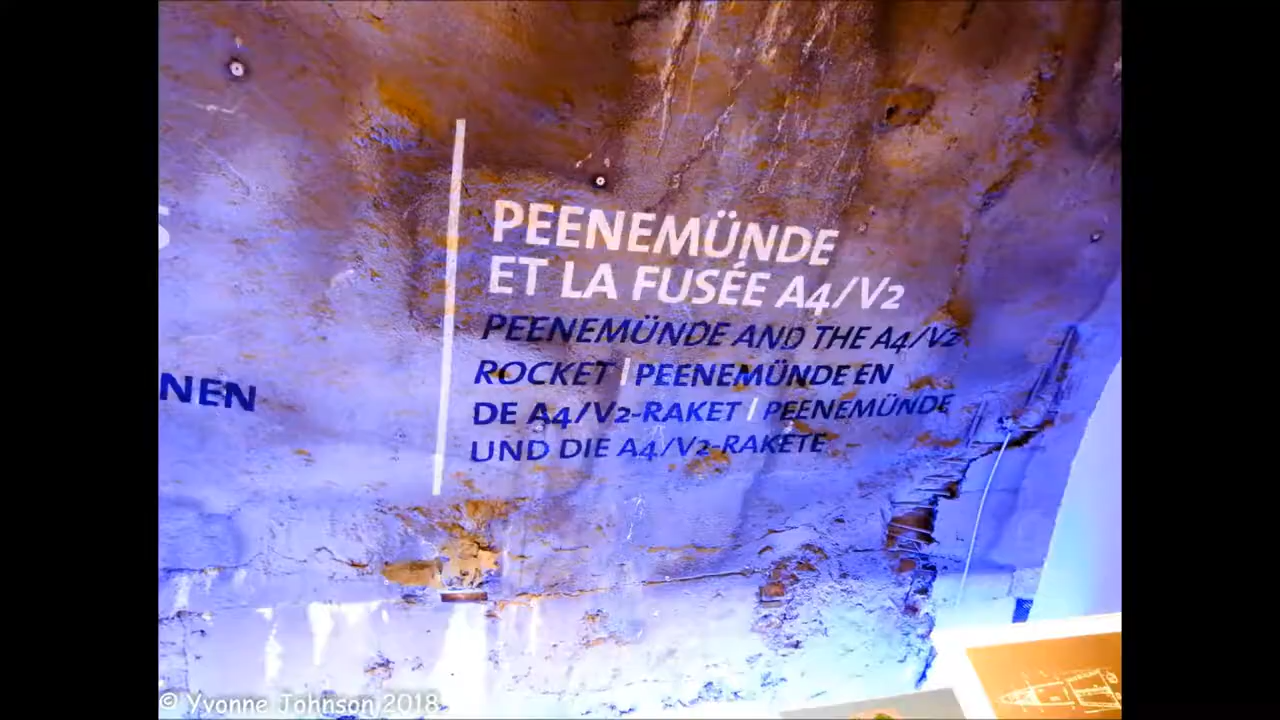 PEENEMÜNDE
ET LA FUSÉE A4/V2
PEENEMÜNDE AND THE A4/V2
ROCKET | PEENEMÜNDE EN
DE A4/V2-RAKET | PEENEMÜNDE
UND DIE A4/V2-RAKETE
NEN
© Yvonne Johnson 2018